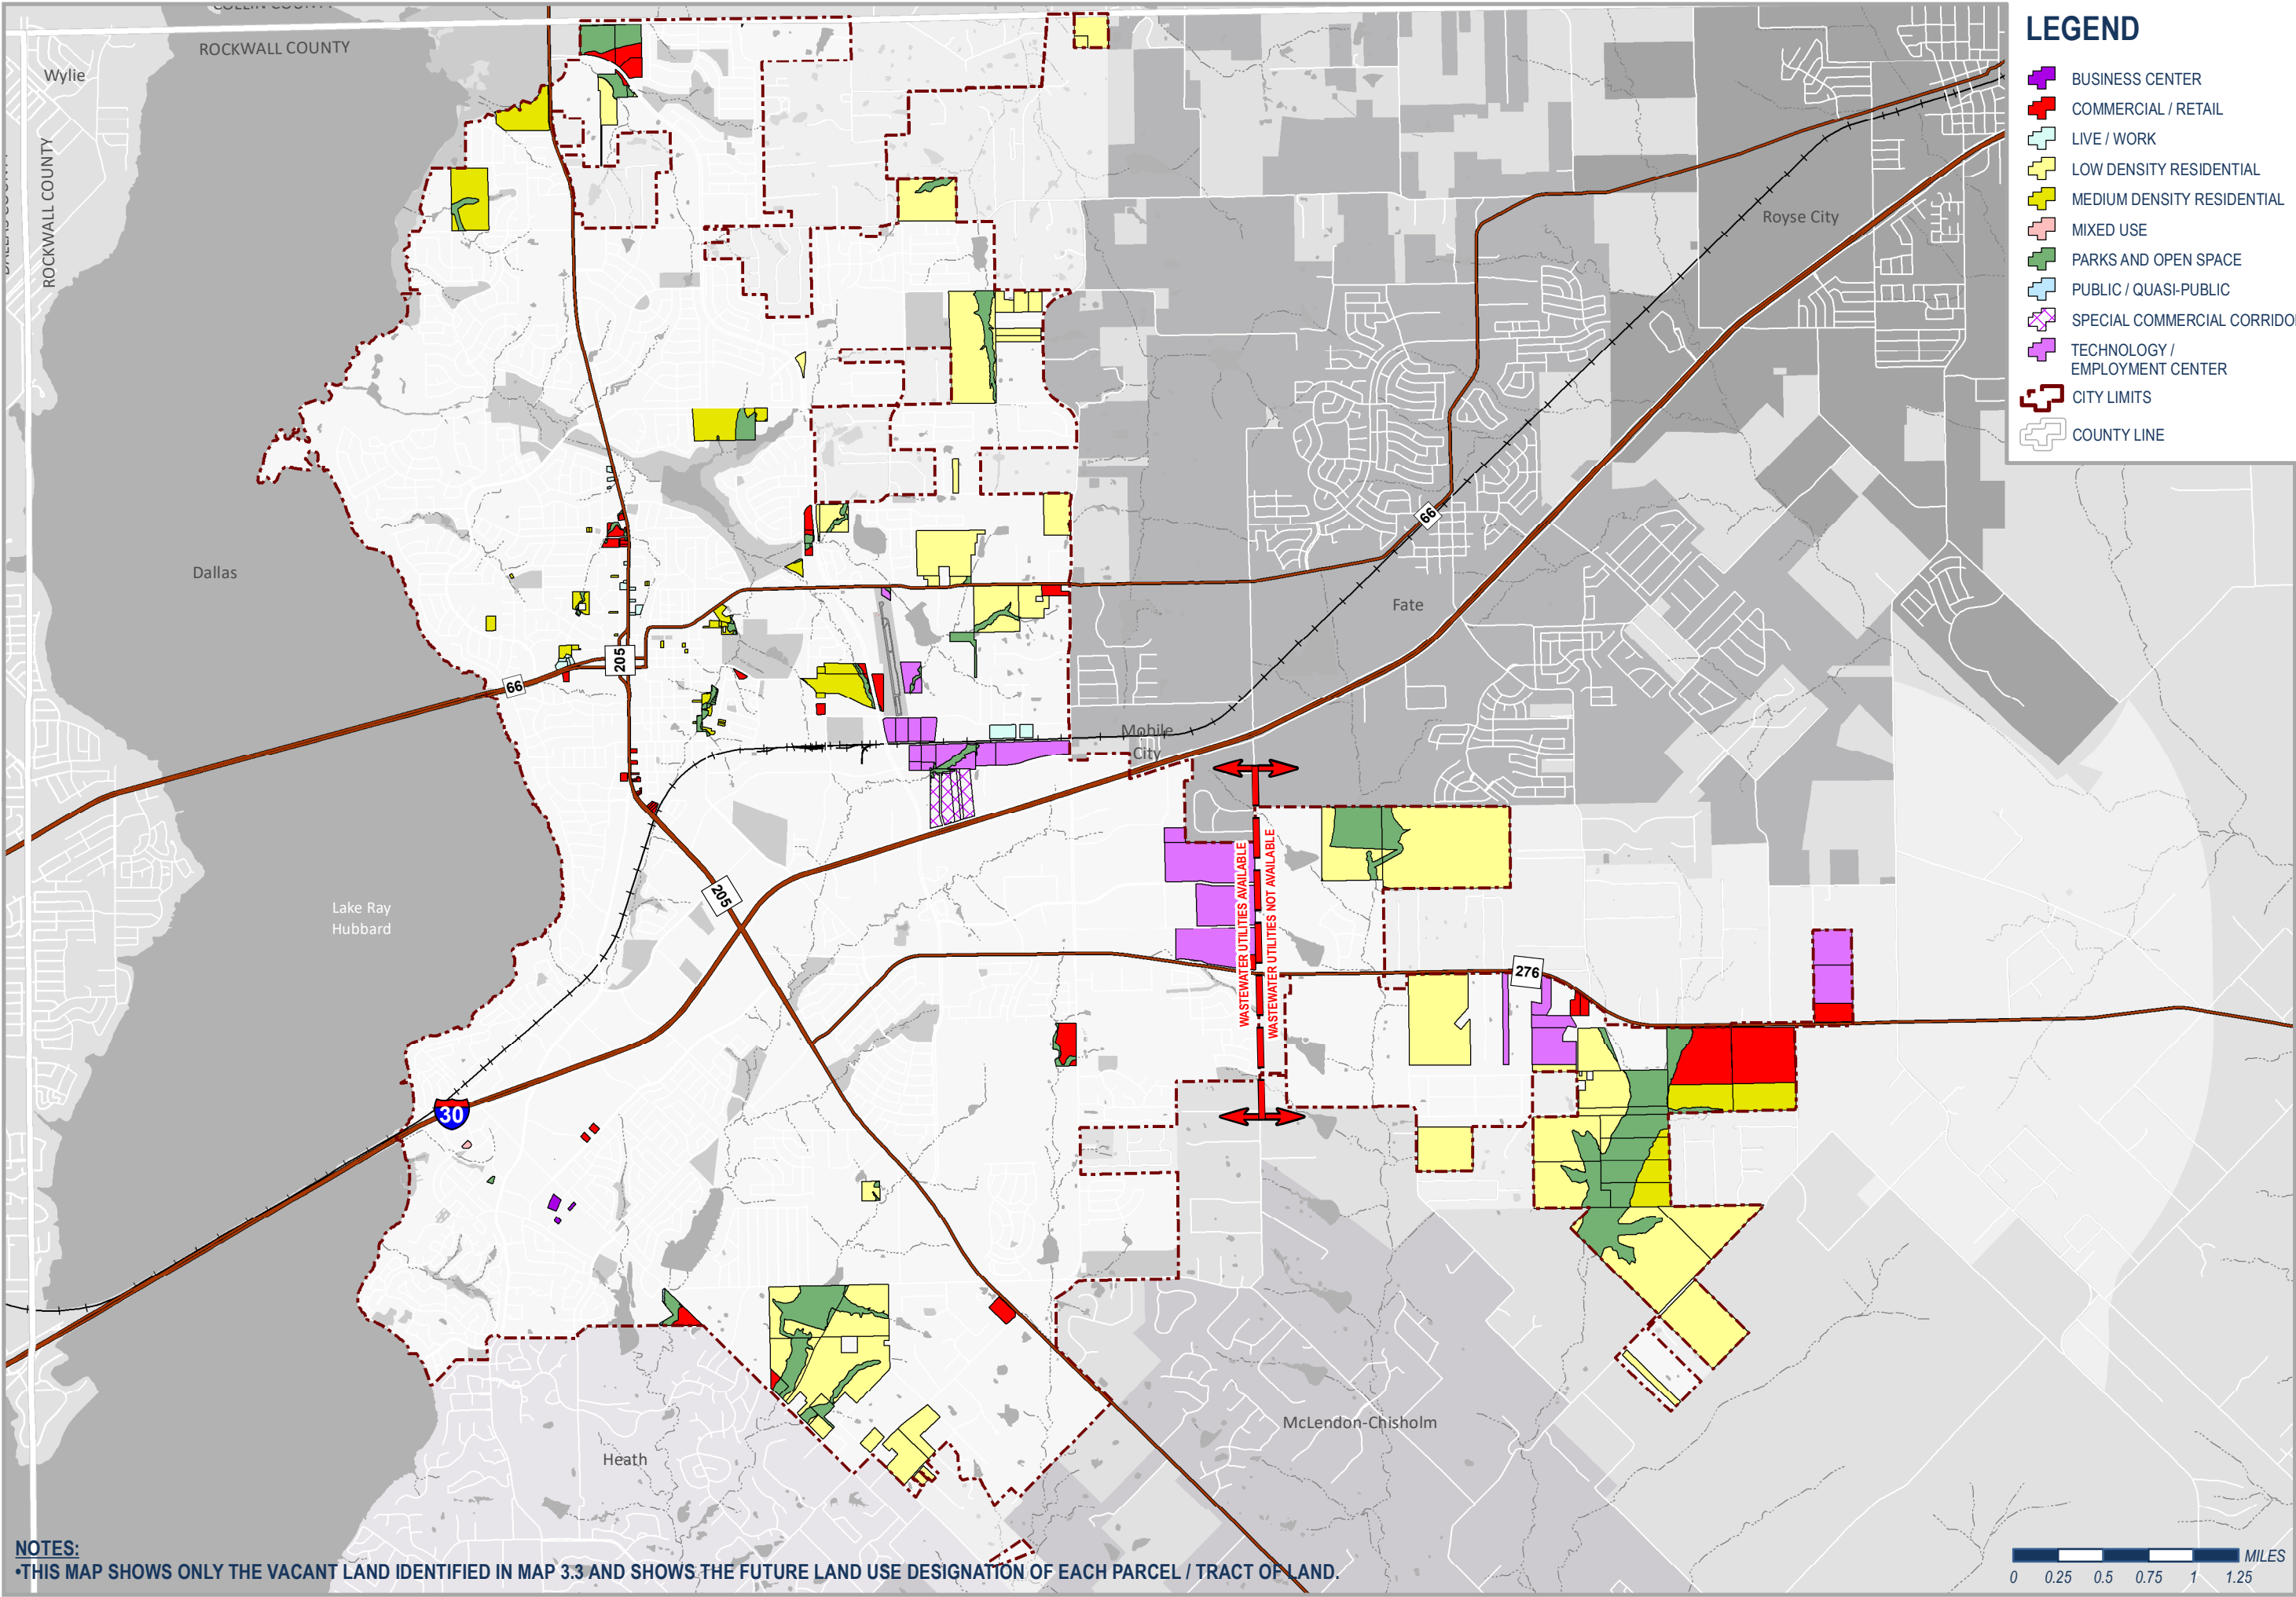 ROCKWALL COUNTY
Wylie
ROCKWALL COUNTY
Dallas
66
205
205
Lake Ray
Hubbard
30
Heath
66
Royse City
Fate
Mobile
City
WASTEWATER UTILITIES AVAILABLE
WASTEWATER UTILITIES NOT AVAILABLE
276
McLendon-Chisholm
LEGEND
BUSINESS CENTER
COMMERCIAL / RETAIL
LIVE / WORK
LOW DENSITY RESIDENTIAL
MEDIUM DENSITY RESIDENTIAL
MIXED USE
PARKS AND OPEN SPACE
PUBLIC / QUASI-PUBLIC
SPECIAL COMMERCIAL CORRIDO
TECHNOLOGY /
EMPLOYMENT CENTER
CITY LIMITS
COUNTY LINE
NOTES:
•THIS MAP SHOWS ONLY THE VACANT LAND IDENTIFIED IN MAP 3.3 AND SHOWS THE FUTURE LAND USE DESIGNATION OF EACH PARCEL / TRACT OF LAND.
MILES
0 0.25 0.5 0.75 1 1.25